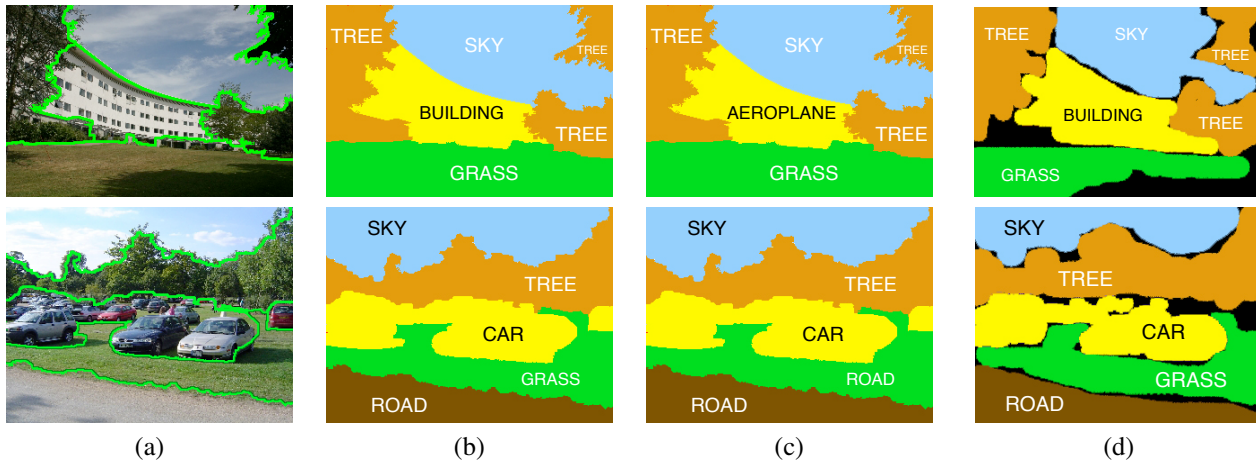 TREE SKY TREE BUILDING TREE GRASS
TREE SKY TREE AEROPLANE TREE GRASS
TREE SKY TREE BUILDING TREE GRASS
SKY TREE CAR GRASS ROAD
SKY TREE CAR ROAD ROAD
SKY TREE CAR GRASS ROAD
(a) (b) (c) (d)